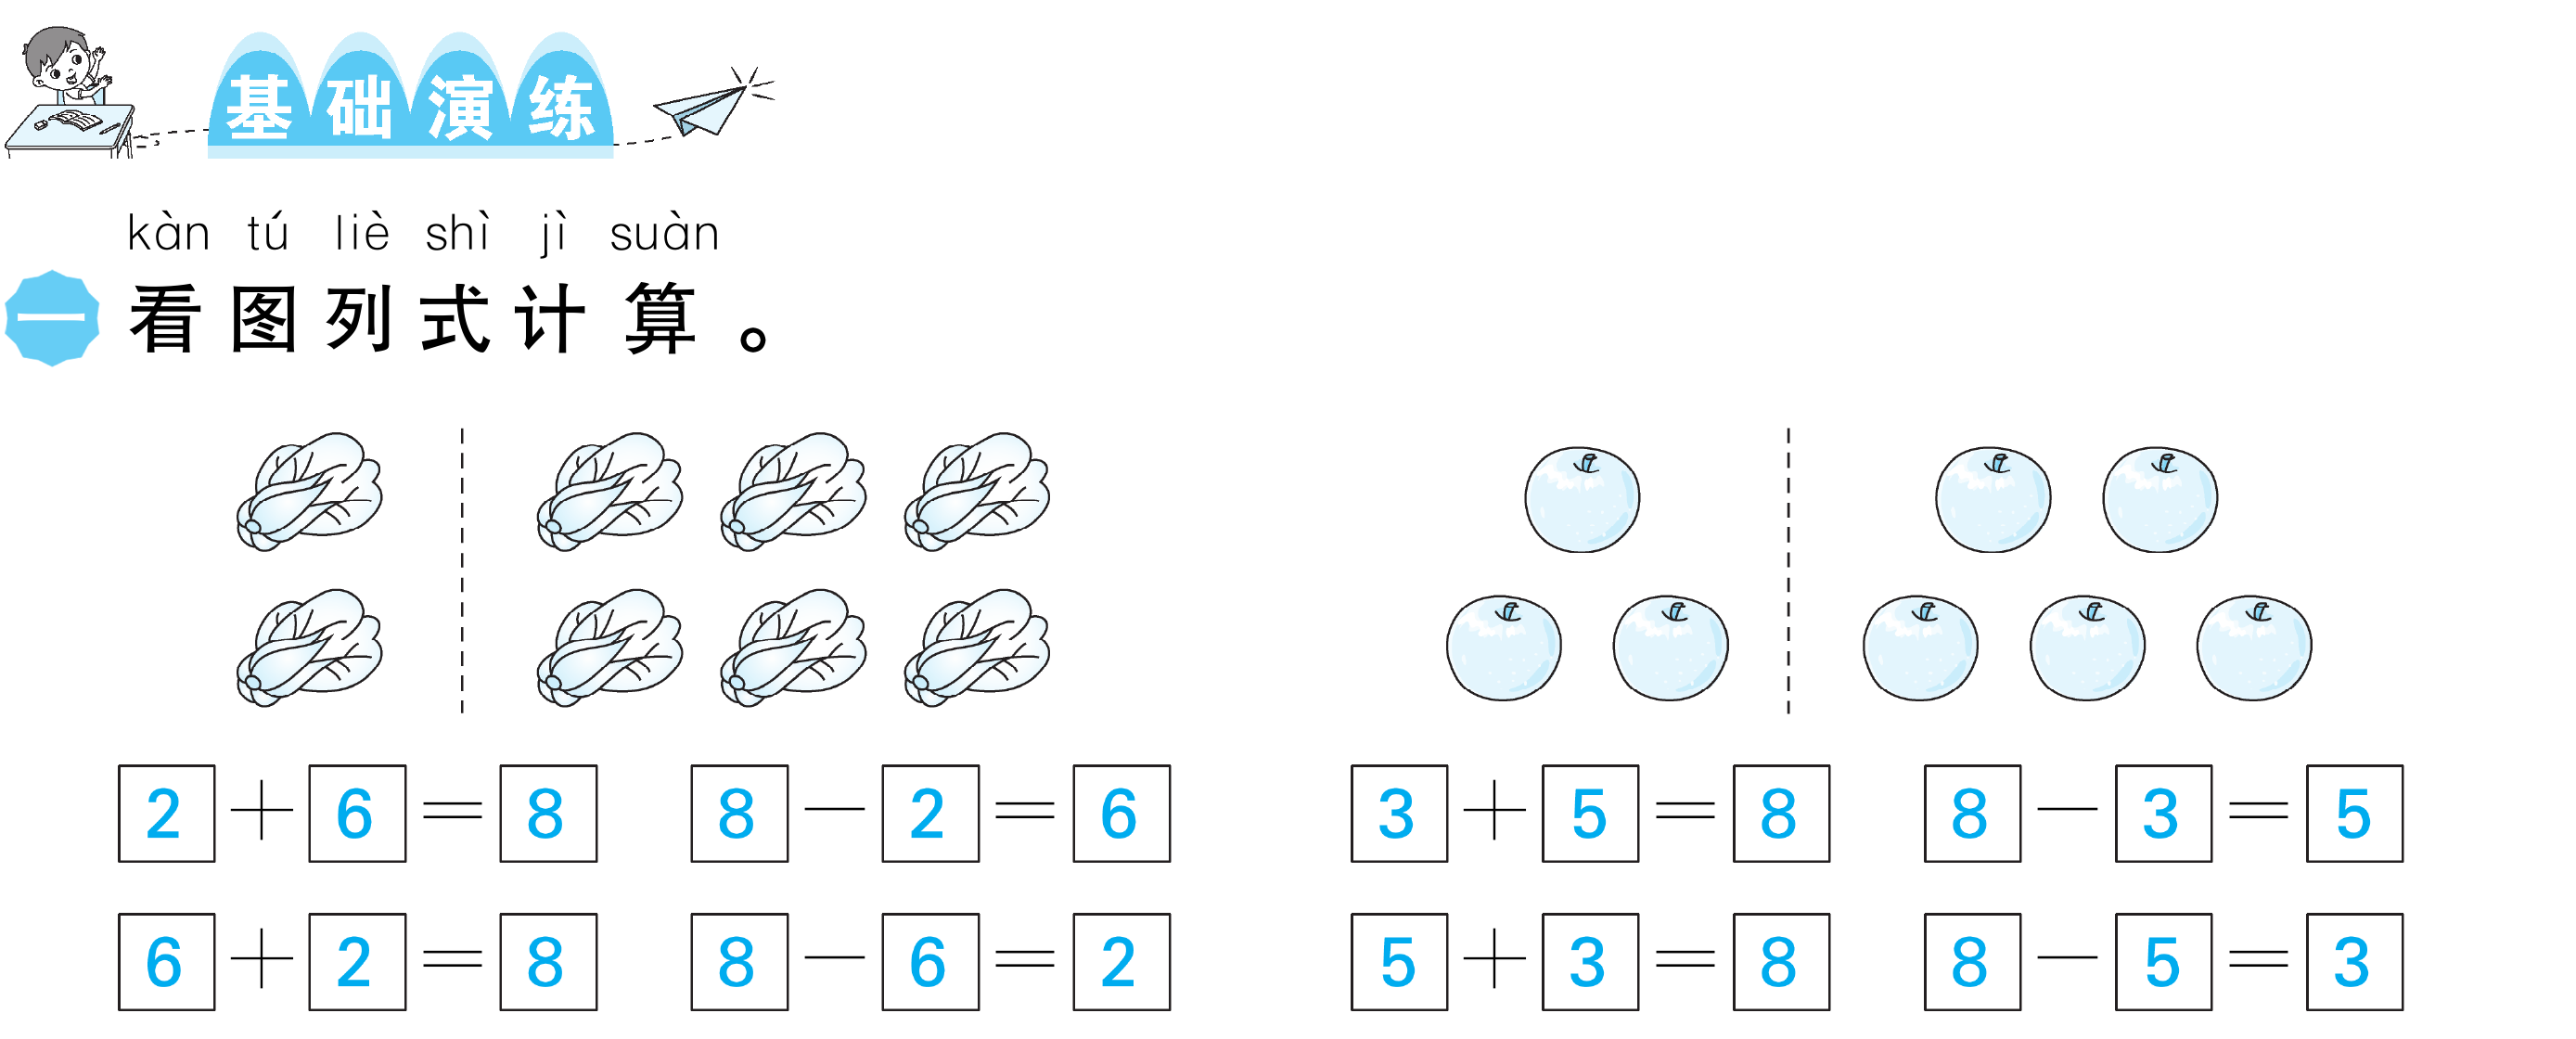 基础演练
kàn tú liè shì jì suàn
一 看图列式计算。
2 + 6 = 8 8 - 2 = 6 3 + 5 = 8 8 - 3 = 5
6 + 2 = 8 8 - 6 = 2 5 + 3 = 8 8 - 5 = 3